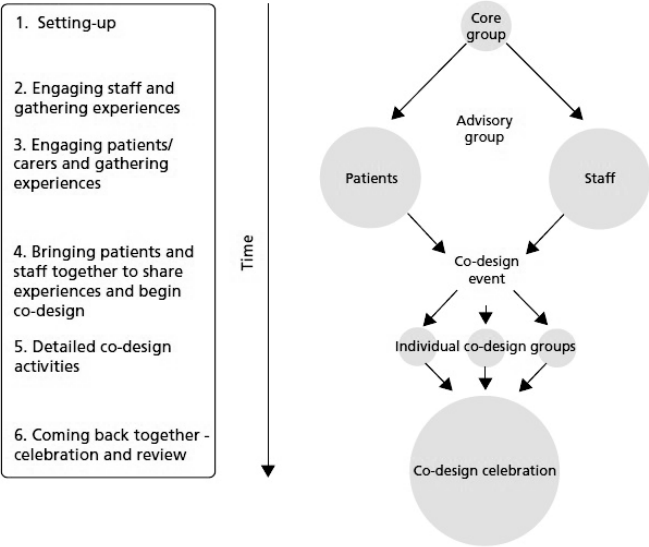 1. Setting-up
2. Engaging staff and
gathering experiences
3. Engaging patients/
carers and gathering
experiences
4. Bringing patients and
staff together to share
experiences and begin
co-design
5. Detailed co-design
activities
6. Coming back together -
celebration and review
Time
Core
group
Advisory
group
Patients
Staff
Co-design
event
Individual co-design groups
Co-design celebration